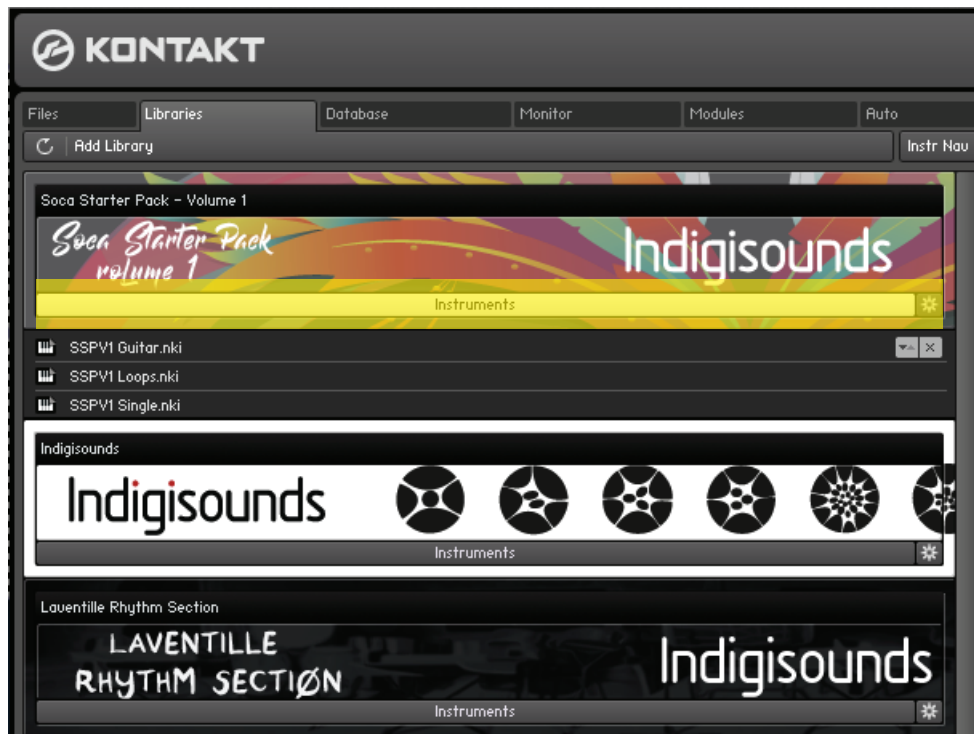 KONTAKT
Files Libraries Database Monitor Modules Auto
Add Library Instr Nav
Soca Starter Pack - Volume 1
Soca Starter Pack
volume 1
Indigisounds
Instruments
SSPV1 Guitar.nki
SSPV1 Loops.nki
SSPV1 Single.nki
Indigisounds
Indigisounds
Instruments
Laventille Rhythm Section
LAVENTILLE
RHYTHM SECTIØN
Indigisounds
Instruments